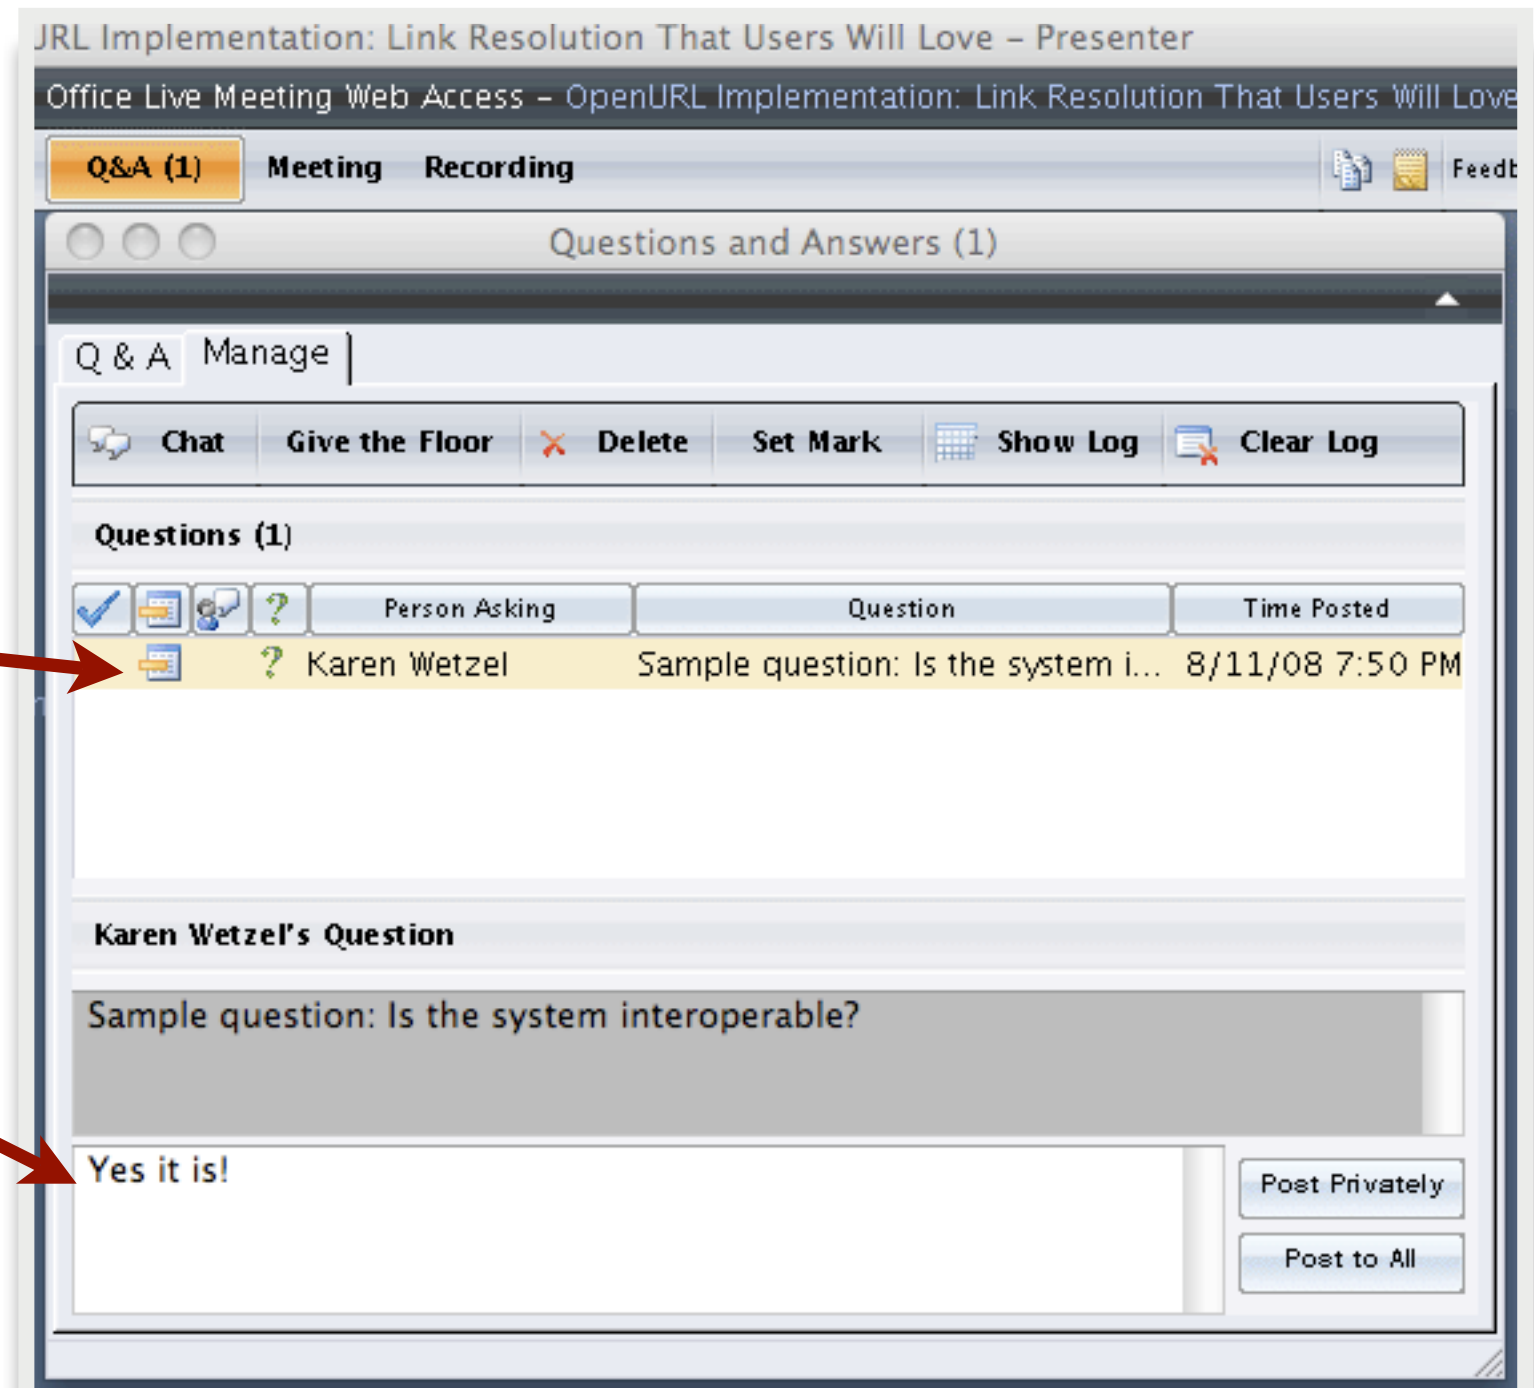 URL Implementation: Link Resolution That Users Will Love – Presenter
Office Live Meeting Web Access – OpenURL Implementation: Link Resolution That Users Will Love
Q&A (1) Meeting Recording Feedb
Questions and Answers (1)
Q & A Manage
Chat Give the Floor Delete Set Mark Show Log Clear Log
Questions (1)
? Person Asking Question Time Posted
? Karen Wetzel Sample question: Is the system i... 8/11/08 7:50 PM
Karen Wetzel's Question
Sample question: Is the system interoperable?
Yes it is!
Post Privately
Post to All